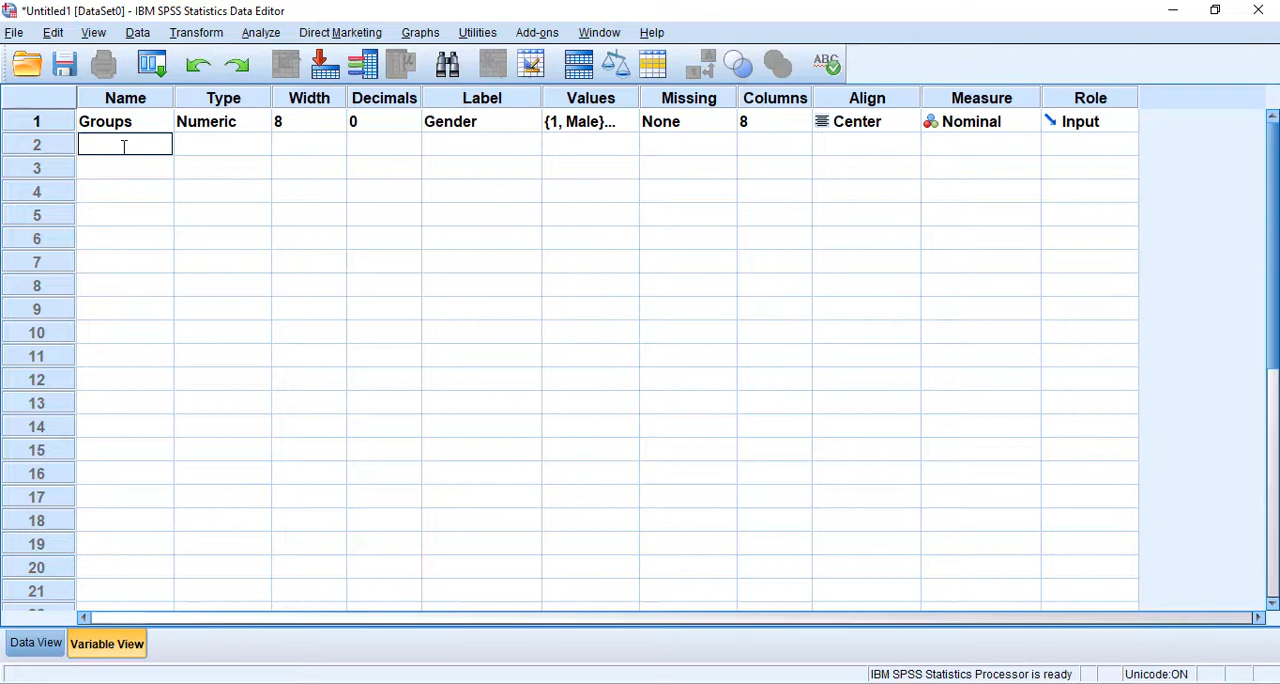 *Untitled1 [DataSet0] - IBM SPSS Statistics Data Editor
File Edit View Data Transform Analyze Direct Marketing Graphs Utilities Add-ons Window Help
ABC
Name Type Width Decimals Label Values Missing Columns Align Measure Role
1 Groups Numeric 8 0 Gender {1, Male}... None 8 Center Nominal Input
2
3
4
5
6
7
8
9
10
11
12
13
14
15
16
17
18
19
20
21
Data View Variable View
IBM SPSS Statistics Processor is ready Unicode:ON